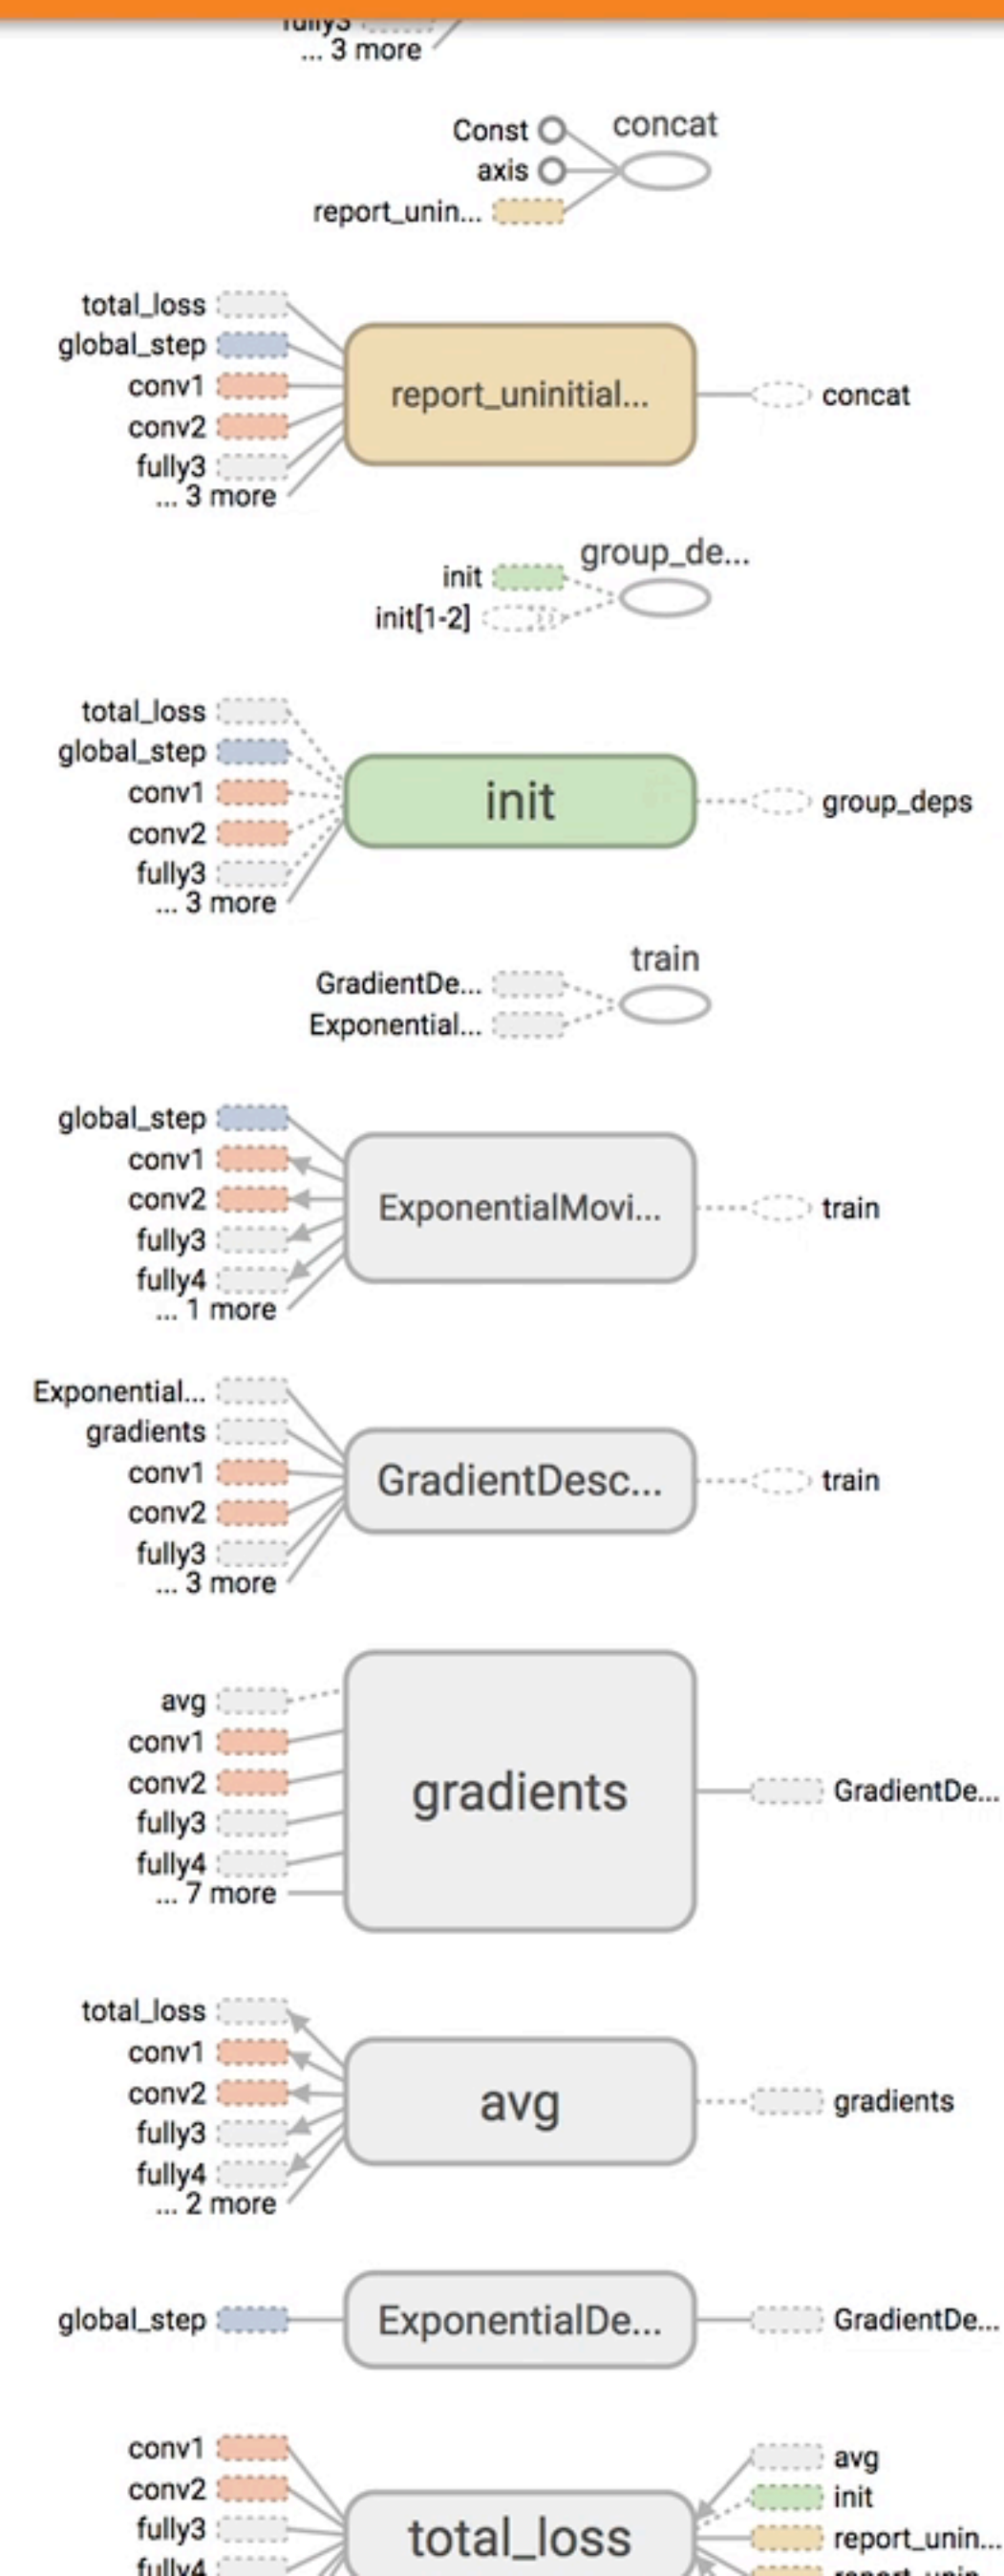 fully3
... 3 more
Const
concat
axis
report_unin...
total_loss
global_step
conv1
report_uninitial...
concat
conv2
fully3
... 3 more
group_de...
init
init[1-2]
total_loss
global_step
conv1
init
group_deps
conv2
fully3
... 3 more
train
GradientDe...
Exponential...
global_step
conv1
conv2
ExponentialMovi...
train
fully3
fully4
... 1 more
Exponential...
gradients
conv1
GradientDesc...
train
conv2
fully3
... 3 more
avg
conv1
conv2
gradients
GradientDe...
fully3
fully4
... 7 more
total_loss
conv1
conv2
avg
gradients
fully3
fully4
... 2 more
global_step
ExponentialDe...
GradientDe...
conv1
avg
conv2
init
fully3
total_loss
report_unin...
fully4
report_unin...